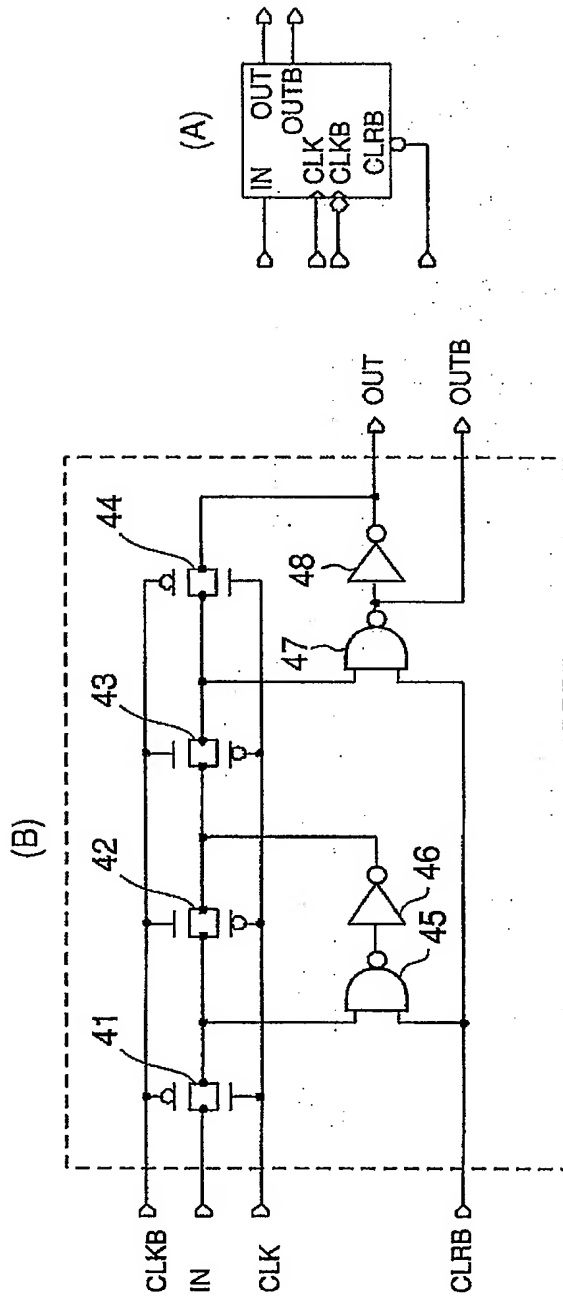 (A)
IN
OUT
OUTB
CLK
CLKB
CLRB
(B)
CLKB
IN
CLK
CLRB
41
42
43
44
45
46
47
48
OUT
OUTB